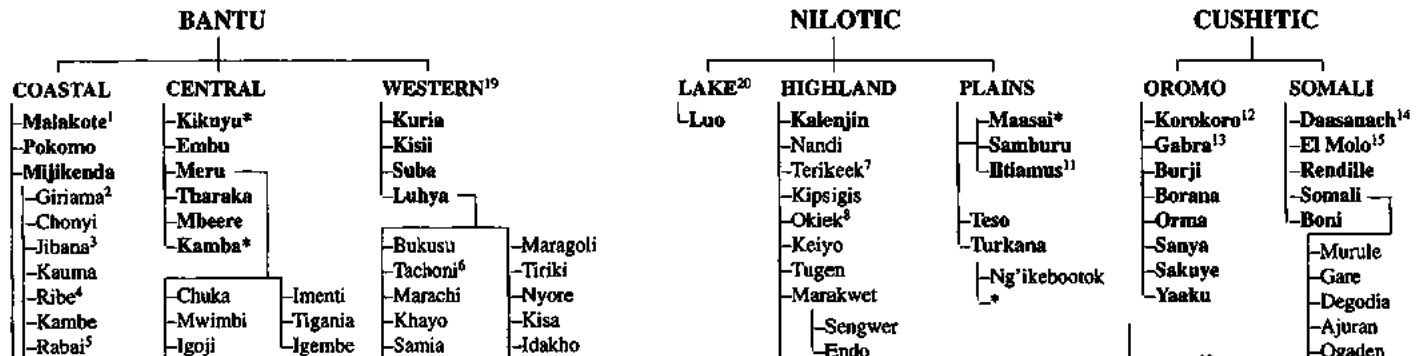 BANTU NILOTIC CUSHITIC
COASTAL CENTRAL WESTERN¹⁹ LAKE²⁰ HIGHLAND PLAINS OROMO SOMALI
Malakote¹ Kikuyu* Kuria Luo Kalenjin Maasai* Korokoro¹² Daasanach¹⁴
Pokomo Embu Kisii Nandi Samburu Gabra¹³ El Molo¹⁵
Mijikenda Meru Suba Terikeek⁷ Iltiamus¹¹ Burji Rendille
Giriama² Tharaka Luhya Kipsigis Borana Somali
Chonyi Mbeere Okiek⁸ Teso Orma Boni
Jibana³ Kamba* Bukusu Maragoli Keiyo Turkana Sanya Murule
Kauma Tachoni⁶ Tiriki Tugen Ng'ikebootok Sakuye Gare
Ribe⁴ Chuka Imenti Marachi Nyore Marakwet * Yaaku Degodia
Kambe Mwimbi Tigania Khayo Kisa Sengwer Ajuran
Rabai⁵ Igoji Igembe Samia Idakho Endo Ogaden